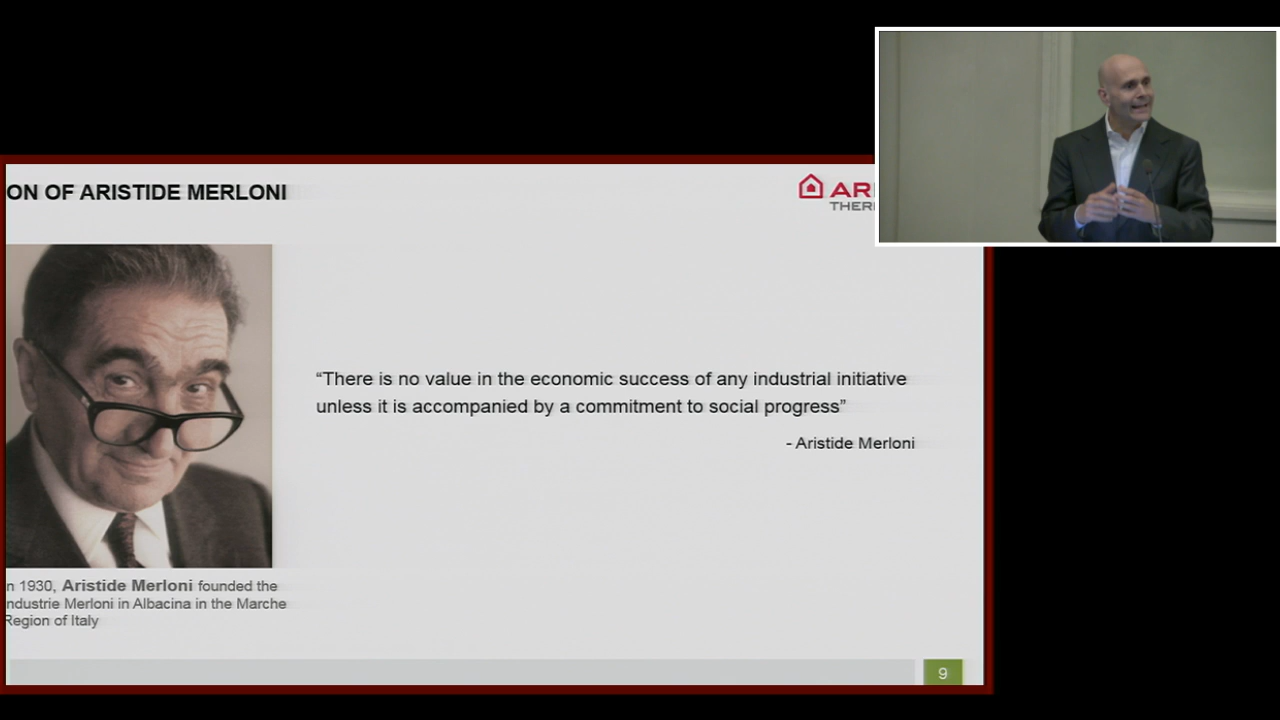 ON OF ARISTIDE MERLONI
AR
THER
“There is no value in the economic success of any industrial initiative
unless it is accompanied by a commitment to social progress”
- Aristide Merloni
n 1930, Aristide Merloni founded the
ndustrie Merloni in Albacina in the Marche
Region of Italy
9